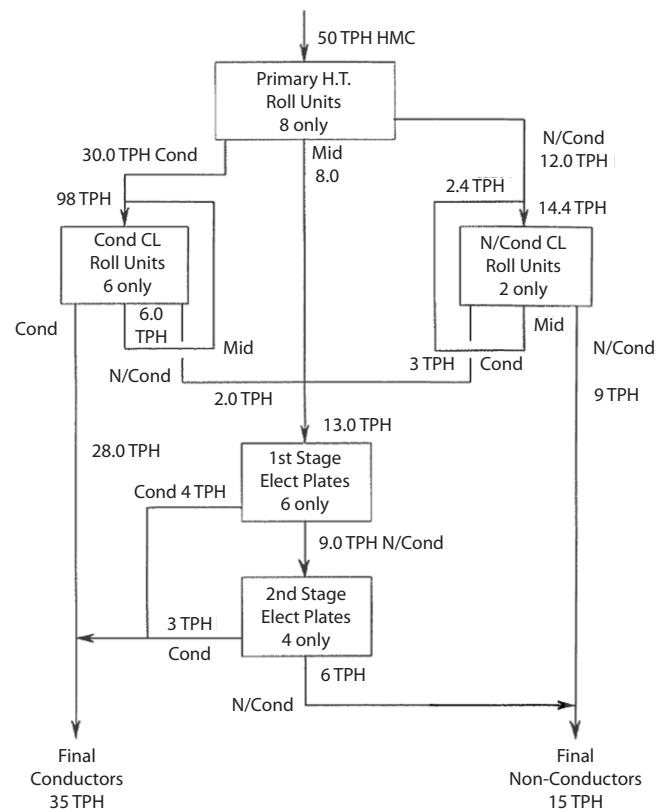 50 TPH HMC
Primary H.T.
Roll Units
8 only
30.0 TPH Cond
Mid
8.0
N/Cond
12.0 TPH
98 TPH
2.4 TPH
14.4 TPH
Cond CL
Roll Units
6 only
N/Cond CL
Roll Units
2 only
Cond
6.0
TPH
Mid
N/Cond
2.0 TPH
3 TPH
Cond
Mid
N/Cond
9 TPH
28.0 TPH
13.0 TPH
1st Stage
Elect Plates
6 only
Cond 4 TPH
9.0 TPH N/Cond
2nd Stage
Elect Plates
4 only
3 TPH
Cond
6 TPH
N/Cond
Final
Conductors
35 TPH
Final
Non-Conductors
15 TPH